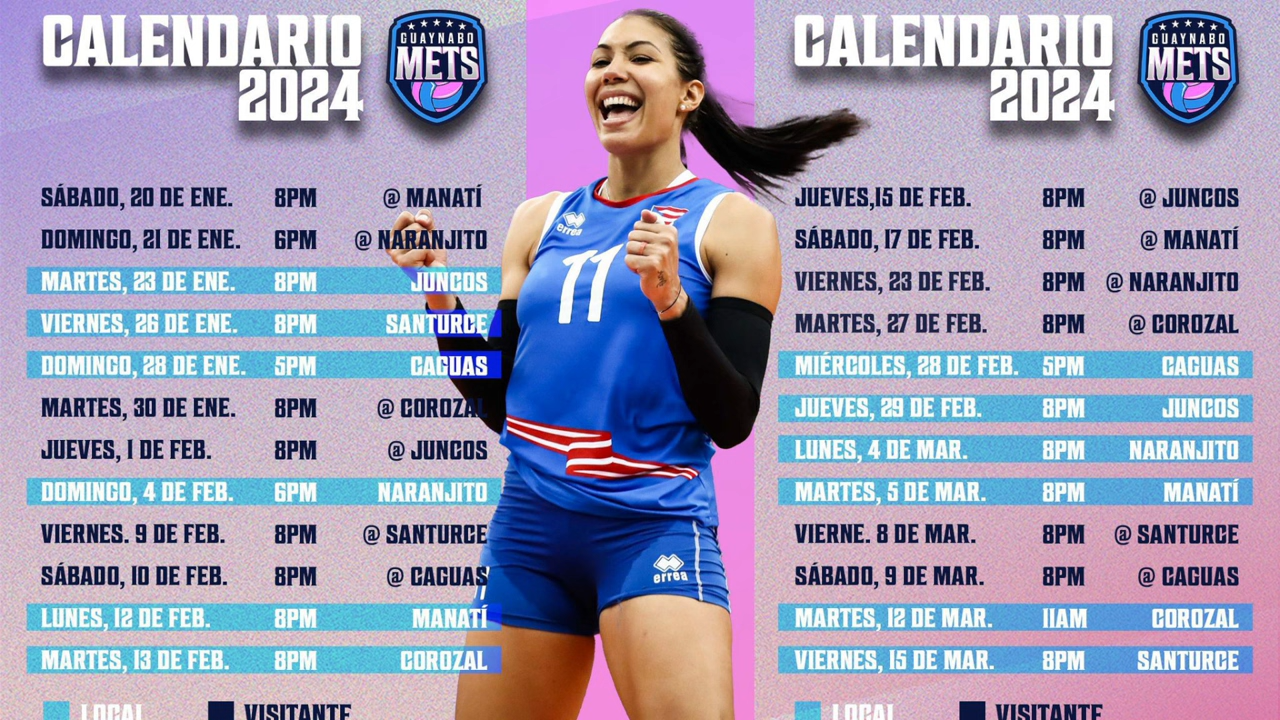 CALENDARIO
2024
GUAYNABO
METS
SÁBADO, 20 DE ENE. 8PM @ MANATÍ
DOMINGO, 21 DE ENE. 6PM @ NARANJITO
MARTES, 23 DE ENE. 8PM JUNCOS
VIERNES, 26 DE ENE. 8PM SANTURCE
DOMINGO, 28 DE ENE. 5PM CAGUAS
MARTES, 30 DE ENE. 8PM @ COROZAL
JUEVES, 1 DE FEB. 8PM @ JUNCOS
DOMINGO, 4 DE FEB. 6PM NARANJITO
VIERNES. 9 DE FEB. 8PM @ SANTURCE
SÁBADO, 10 DE FEB. 8PM @ CAGUAS
LUNES, 12 DE FEB. 8PM MANATÍ
MARTES, 13 DE FEB. 8PM COROZAL
LOCAL VISITANTE
errea
11
errea
CALENDARIO
2024
GUAYNABO
METS
JUEVES,15 DE FEB. 8PM @ JUNCOS
SÁBADO, 17 DE FEB. 8PM @ MANATÍ
VIERNES, 23 DE FEB. 8PM @ NARANJITO
MARTES, 27 DE FEB. 8PM @ COROZAL
MIÉRCOLES, 28 DE FEB. 5PM CAGUAS
JUEVES, 29 DE FEB. 8PM JUNCOS
LUNES, 4 DE MAR. 8PM NARANJITO
MARTES, 5 DE MAR. 8PM MANATÍ
VIERNE. 8 DE MAR. 8PM @ SANTURCE
SÁBADO, 9 DE MAR. 8PM @ CAGUAS
MARTES, 12 DE MAR. 11AM COROZAL
VIERNES, 15 DE MAR. 8PM SANTURCE
LOCAL VISITANTE